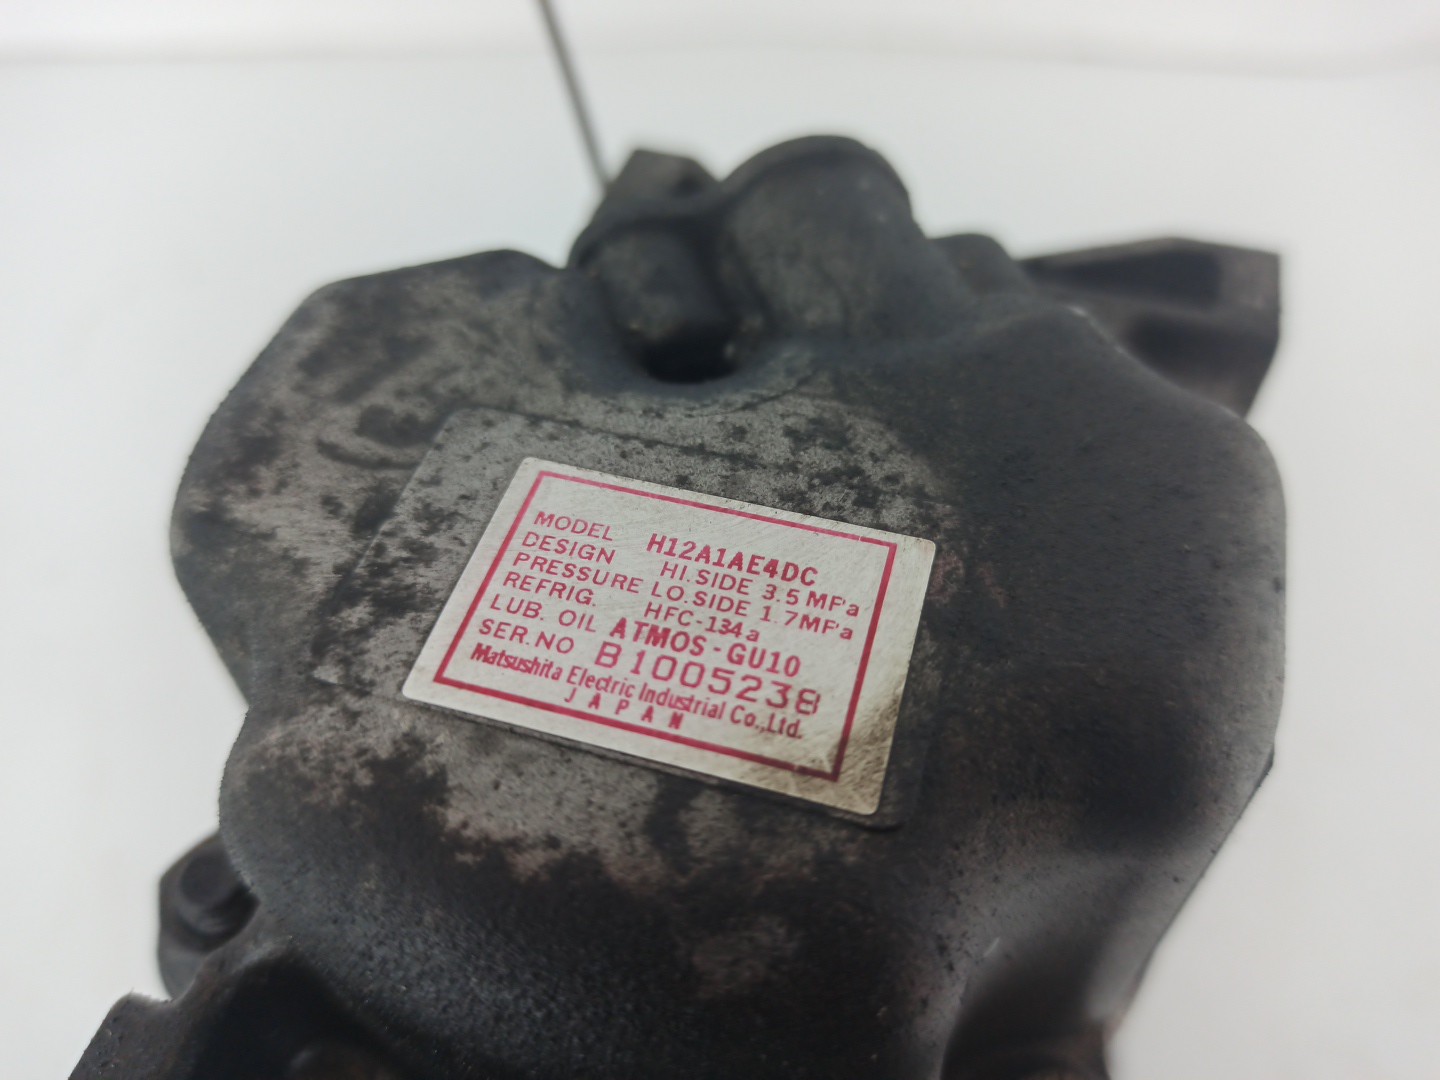 MODEL H12A1AE4DC
DESIGN HI. SIDE 3.5 MPa
PRESSURE LO. SIDE 1.7MPa
REFRIG. HFC-134a
LUB. OIL ATMOS-GU10
SER. NO B1005238
Matsushita Electric Industrial Co.,Ltd.
JAPAN